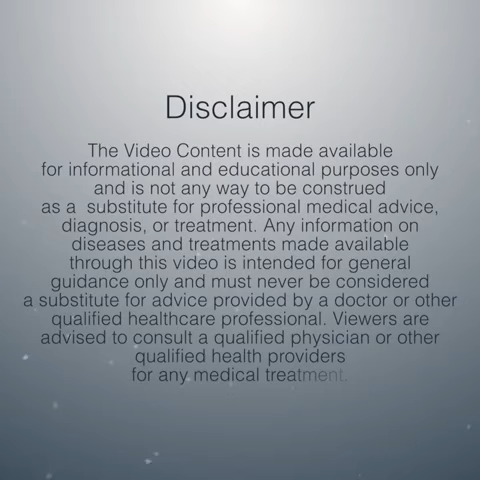 Disclaimer
The Video Content is made available
for informational and educational purposes only
and is not any way to be construed
as a  substitute for professional medical advice,
diagnosis, or treatment. Any information on
diseases and treatments made available
through this video is intended for general
guidance only and must never be considered
a substitute for advice provided by a doctor or other
qualified healthcare professional. Viewers are
advised to consult a qualified physician or other
qualified health providers
for any medical treatment.